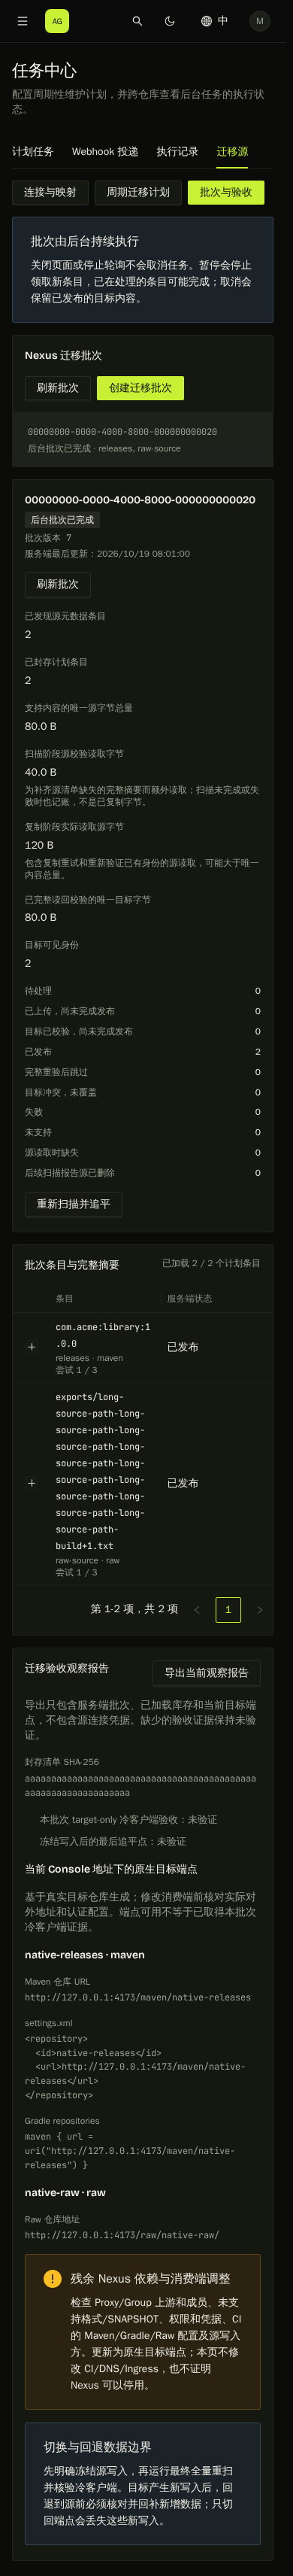 AG
中
M
任务中心
配置周期性维护计划，并跨仓库查看后台任务的执行状
态。
计划任务 Webhook 投递 执行记录 迁移源
连接与映射 周期迁移计划 批次与验收
批次由后台持续执行
关闭页面或停止轮询不会取消任务。暂停会停止
领取新条目，已在处理的条目可能完成；取消会
保留已发布的目标内容。
Nexus 迁移批次
刷新批次 创建迁移批次
00000000-0000-4000-8000-000000000020
后台批次已完成 · releases, raw-source
00000000-0000-4000-8000-000000000020
后台批次已完成
批次版本 7
服务端最后更新：2026/10/19 08:01:00
刷新批次
已发现源元数据条目
2
已封存计划条目
2
支持内容的唯一源字节总量
80.0 B
扫描阶段源校验读取字节
40.0 B
为补齐源清单缺失的完整摘要而额外读取；扫描未完成或失
败时也记账，不是已复制字节。
复制阶段实际读取源字节
120 B
包含复制重试和重新验证已有身份的源读取，可能大于唯一
内容总量。
已完整读回校验的唯一目标字节
80.0 B
目标可见身份
2
待处理 0
已上传，尚未完成发布 0
目标已校验，尚未完成发布 0
已发布 2
完整重验后跳过 0
目标冲突，未覆盖 0
失败 0
未支持 0
源读取时缺失 0
后续扫描报告源已删除 0
重新扫描并追平
批次条目与完整摘要 已加载 2 / 2 个计划条目
条目 服务端状态
com.acme:library:1
.0.0
releases · maven
尝试 1 / 3
已发布
exports/long-
source-path-long-
source-path-long-
source-path-long-
source-path-long-
source-path-long-
source-path-long-
source-path-long-
source-path-
build+1.txt
raw-source · raw
尝试 1 / 3
已发布
第 1-2 项，共 2 项 1
迁移验收观察报告 导出当前观察报告
导出只包含服务端批次、已加载库存和当前目标端
点，不包含源连接凭据。缺少的验收证据保持未验
证。
封存清单 SHA-256
aaaaaaaaaaaaaaaaaaaaaaaaaaaaaaaaaaaaaaaaaaaa
aaaaaaaaaaaaaaaaaaaa
本批次 target-only 冷客户端验收：未验证
冻结写入后的最后追平点：未验证
当前 Console 地址下的原生目标端点
基于真实目标仓库生成；修改消费端前核对实际对
外地址和认证配置。端点可用不等于已取得本批次
冷客户端证据。
native-releases · maven
Maven 仓库 URL
http://127.0.0.1:4173/maven/native-releases
settings.xml
<repository>
<id>native-releases</id>
<url>http://127.0.0.1:4173/maven/native-
releases</url>
</repository>
Gradle repositories
maven { url =
uri("http://127.0.0.1:4173/maven/native-
releases") }
native-raw · raw
Raw 仓库地址
http://127.0.0.1:4173/raw/native-raw/
残余 Nexus 依赖与消费端调整
检查 Proxy/Group 上游和成员、未支
持格式/SNAPSHOT、权限和凭据、CI
的 Maven/Gradle/Raw 配置及源写入
方。更新为原生目标端点；本页不修
改 CI/DNS/Ingress，也不证明
Nexus 可以停用。
切换与回退数据边界
先明确冻结源写入，再运行最终全量重扫
并核验冷客户端。目标产生新写入后，回
退到源前必须核对并回补新增数据；只切
回端点会丢失这些新写入。